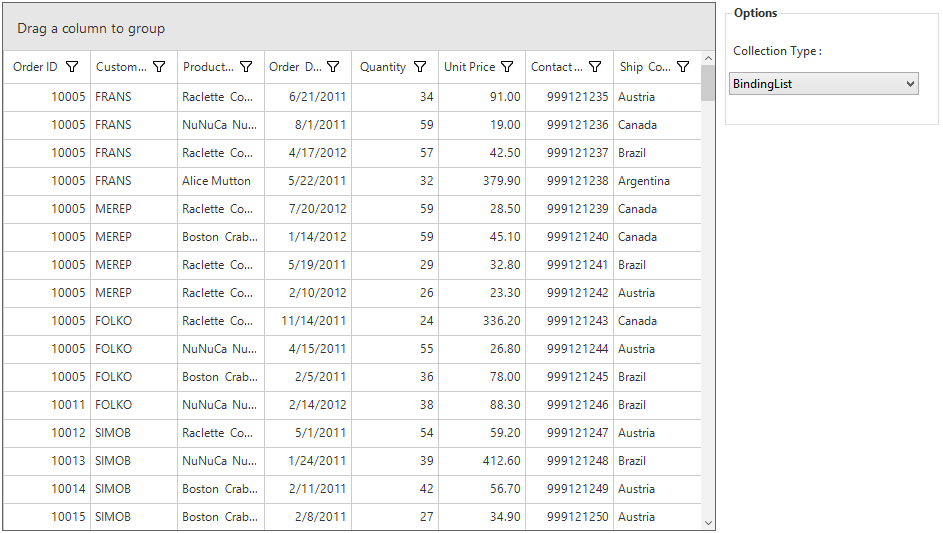 Drag a column to group
Order ID Custom... Product... Order D... Quantity Unit Price Contact ... Ship Co...
10005 FRANS Raclette Co... 6/21/2011 34 91.00 999121235 Austria
10005 FRANS NuNuCa Nu... 8/1/2011 59 19.00 999121236 Canada
10005 FRANS Raclette Co... 4/17/2012 57 42.50 999121237 Brazil
10005 FRANS Alice Mutton 5/22/2011 32 379.90 999121238 Argentina
10005 MEREP Raclette Co... 7/20/2012 59 28.50 999121239 Canada
10005 MEREP Boston Crab... 1/14/2012 59 45.10 999121240 Canada
10005 MEREP Raclette Co... 5/19/2011 29 32.80 999121241 Brazil
10005 MEREP Raclette Co... 2/10/2012 26 23.30 999121242 Austria
10005 FOLKO Raclette Co... 11/14/2011 24 336.20 999121243 Canada
10005 FOLKO NuNuCa Nu... 4/15/2011 55 26.80 999121244 Austria
10005 FOLKO Boston Crab... 2/5/2011 36 78.00 999121245 Brazil
10011 FOLKO NuNuCa Nu... 2/14/2012 38 88.30 999121246 Brazil
10012 SIMOB Raclette Co... 5/1/2011 54 59.20 999121247 Austria
10013 SIMOB NuNuCa Nu... 1/24/2011 39 412.60 999121248 Brazil
10014 SIMOB Boston Crab... 2/11/2011 42 56.70 999121249 Austria
10015 SIMOB Boston Crab... 2/8/2011 27 34.90 999121250 Austria
Options
Collection Type :
BindingList